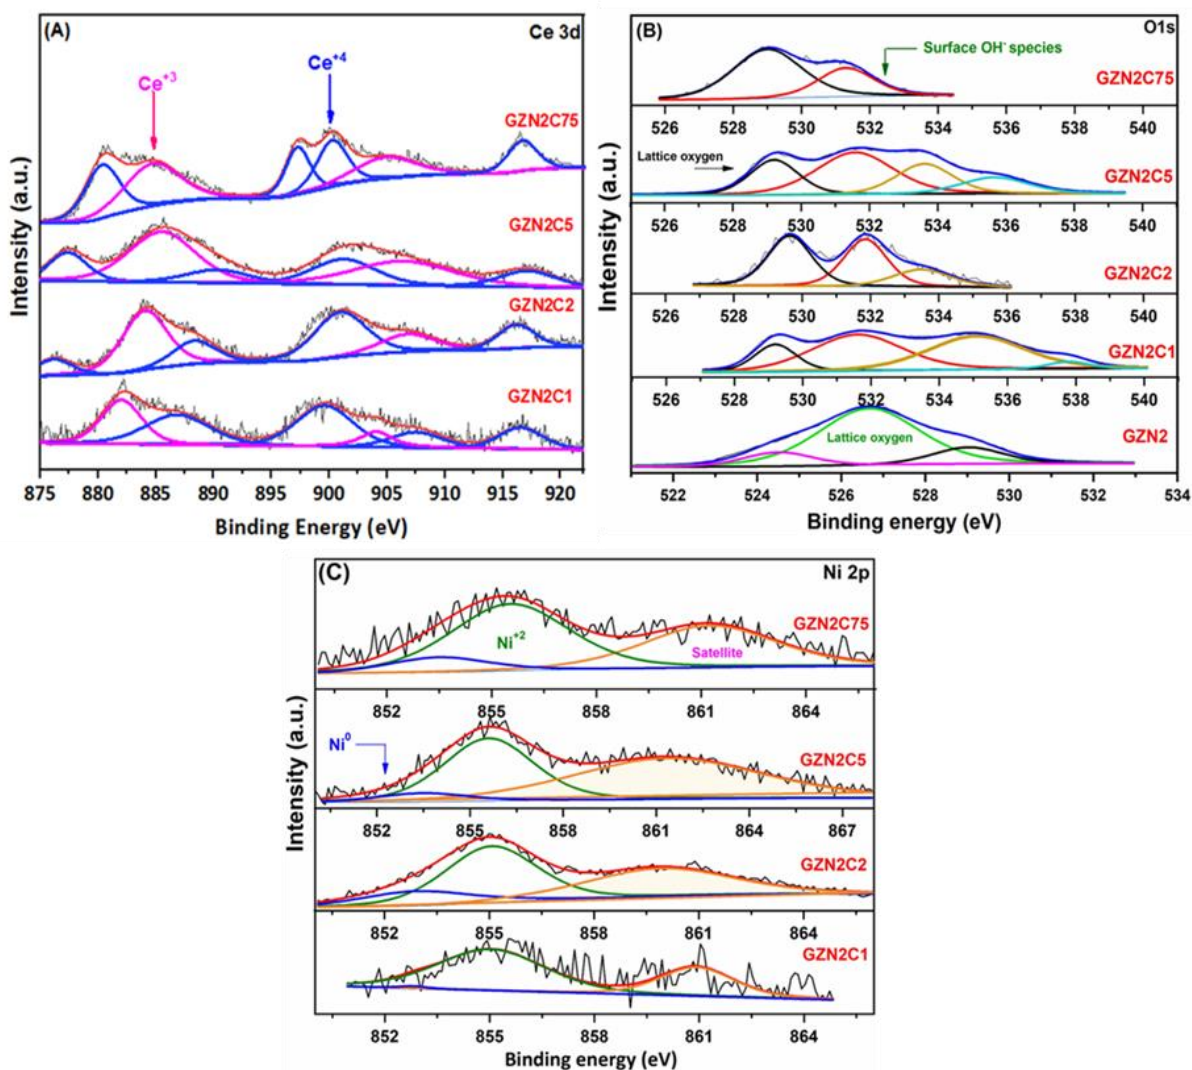 (A)
Ce 3d
Ce+4
Ce+3
GZN2C75
GZN2C5
GZN2C2
GZN2C1
Intensity (a.u.)
875 880 885 890 895 900 905 910 915 920
Binding Energy (eV)
(B)
O1s
Surface OH- species
GZN2C75
526 528 530 532 534 536 538 540
Lattice oxygen
GZN2C5
526 528 530 532 534 536 538 540
GZN2C2
526 528 530 532 534 536 538 540
GZN2C1
526 528 530 532 534 536 538 540
Lattice oxygen
GZN2
522 524 526 528 530 532 534
Intensity (a.u.)
Binding energy (eV)
(C)
Ni 2p
GZN2C75
Ni+2
Satellite
852 855 858 861 864
Ni0
GZN2C5
852 855 858 861 864 867
GZN2C2
852 855 858 861 864
GZN2C1
852 855 858 861 864
Intensity (a.u.)
Binding energy (eV)